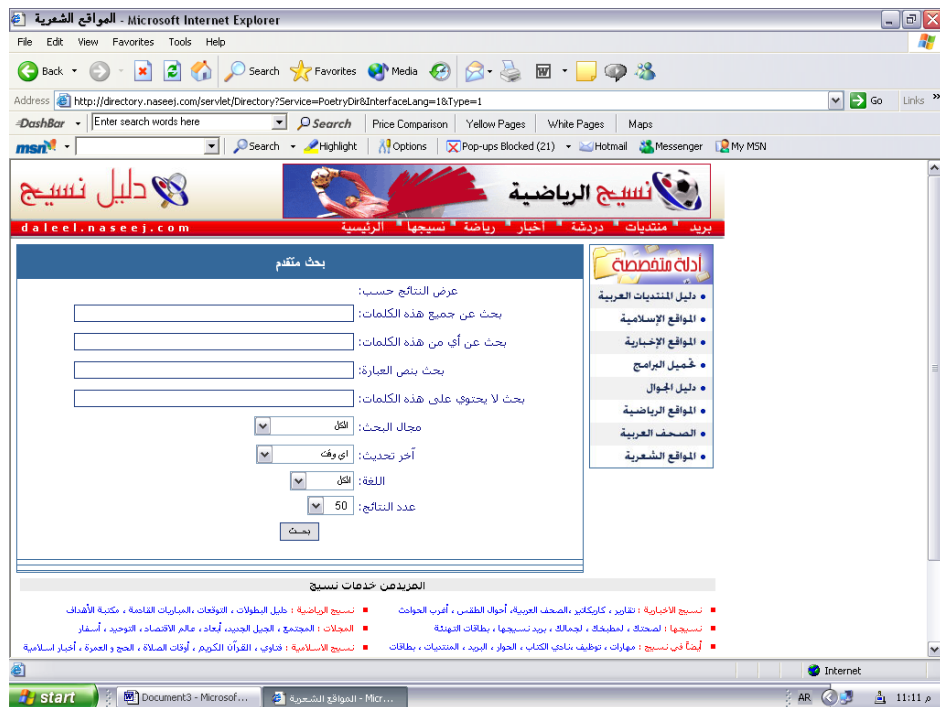 المواقع الشعرية - Microsoft Internet Explorer
File Edit View Favorites Tools Help
Back Search Favorites Media
Address http://directory.naseej.com/servlet/Directory?Service=PoetryDir&InterfaceLang=1&Type=1 Go Links »
DashBar Enter search words here Search Price Comparison Yellow Pages White Pages Maps
msn Search Highlight Options Pop-ups Blocked (21) Hotmail Messenger My MSN
نسيج الرياضية
دليل نسيج
بريد منتديات دردشة أخبار رياضة نسيجها الرئيسية
daleel.naseej.com
أدلة متخصصة
دليل المنتديات العربية
المواقع الإسلامية
المواقع الإخبارية
تحميل البرامج
دليل الجوال
المواقع الرياضية
الصحف العربية
المواقع الشعرية
بحث متقدم
عرض النتائج حسب:
بحث عن جميع هذه الكلمات:
بحث عن أي من هذه الكلمات:
بحث بنص العبارة:
بحث لا يحتوي على هذه الكلمات:
مجال البحث: الكل
آخر تحديث: اي وقت
اللغة: الكل
عدد النتائج: 50
بحث
المزيدمن خدمات نسيج
نسيج الاخبارية : تقارير ، كاريكاتير ،الصحف العربية، أحوال الطقس ، أغرب الحوادث
نسيج الرياضية : دليل البطولات ، التوقعات ،المباريات القادمة ، مكتبة الأهداف
نسيجها : لصحتك ، لمطبخك ، لجمالك ، بريد نسيجها ، بطاقات التهنئة
المجلات : المجتمع ، الجيل الجديد، أبعاد ، عالم الاقتصاد ، التوحيد ، أسفار
أيضاً في نسيج : مهارات ، توظيف ،نادي الكتاب ، الحوار ، البريد ، المنتديات ، بطاقات
نسيج الاسلامية : فتاوى ، القرآن الكريم ، أوقات الصلاة ، الحج و العمرة ، أخبار اسلامية
Internet
start Document3 - Microsof... المواقع الشعرية - Micr... AR 11:11 م